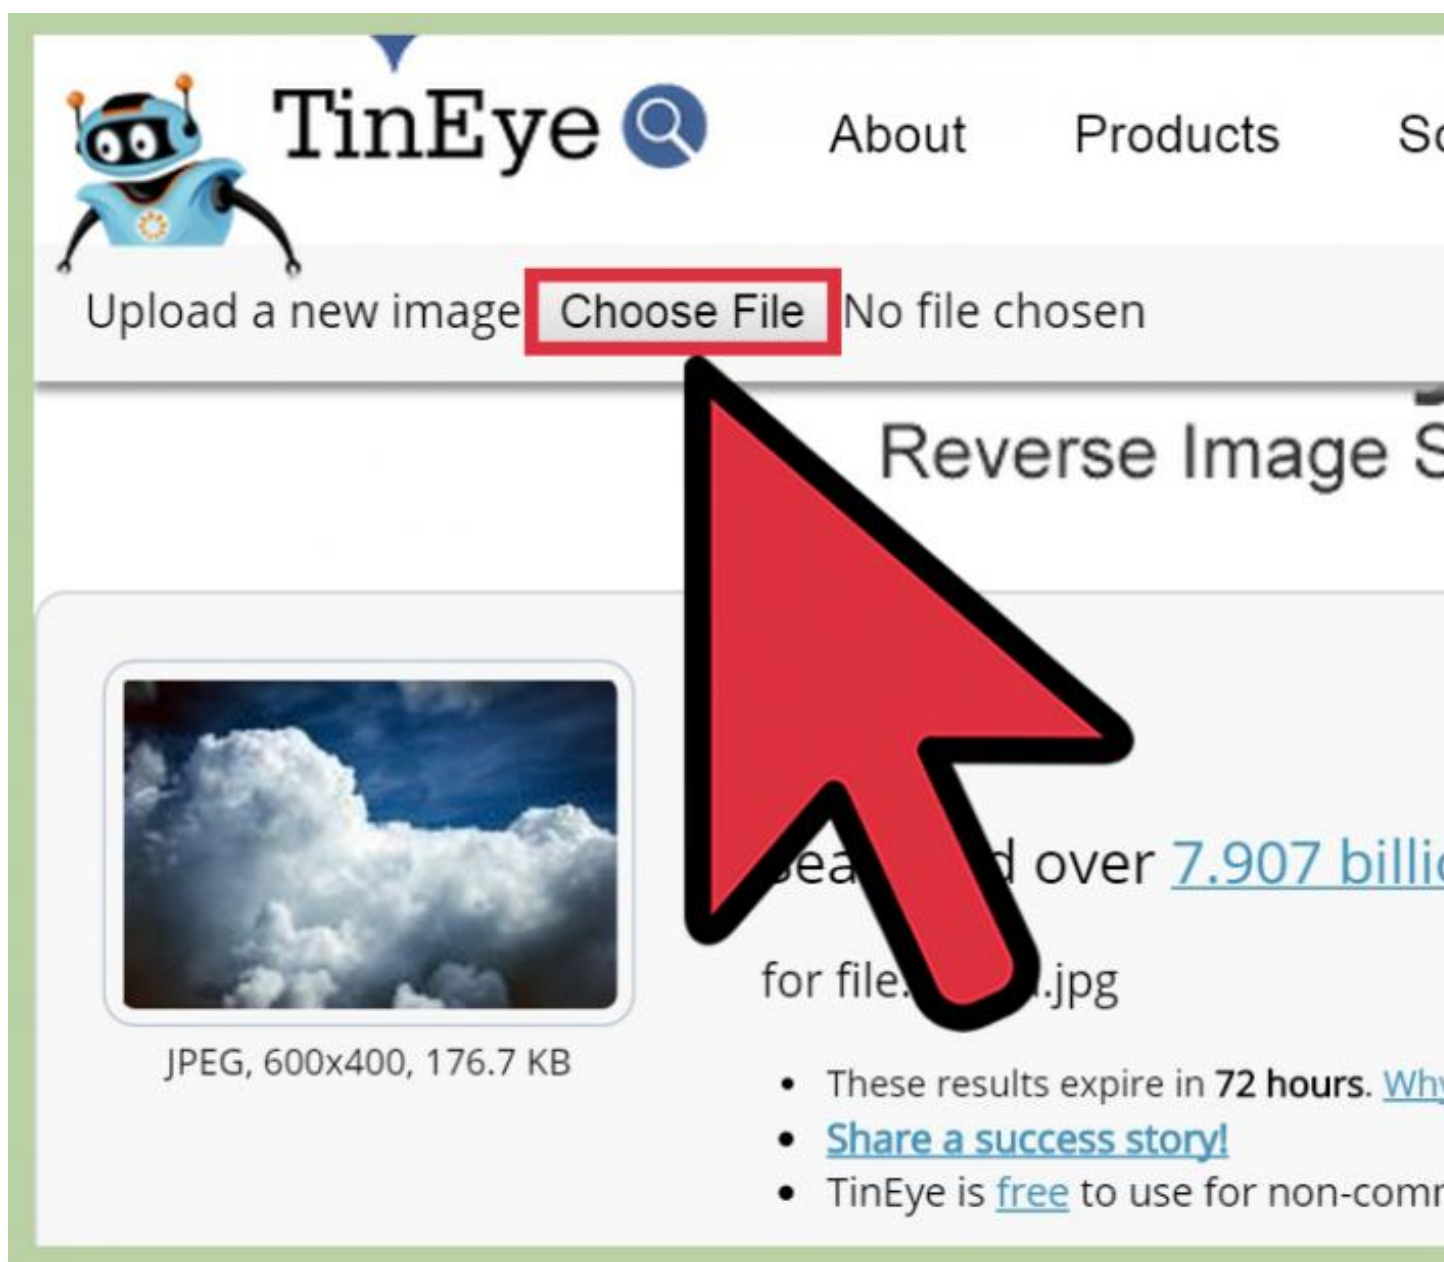 TinEye
About
Products
Upload a new image
Choose File
No file chosen
Reverse Image
over 7.907
for file.
.jpg
JPEG, 600x400, 176.7 KB
These results expire in 72 hours.
Share a success story!
TinEye is free to use for